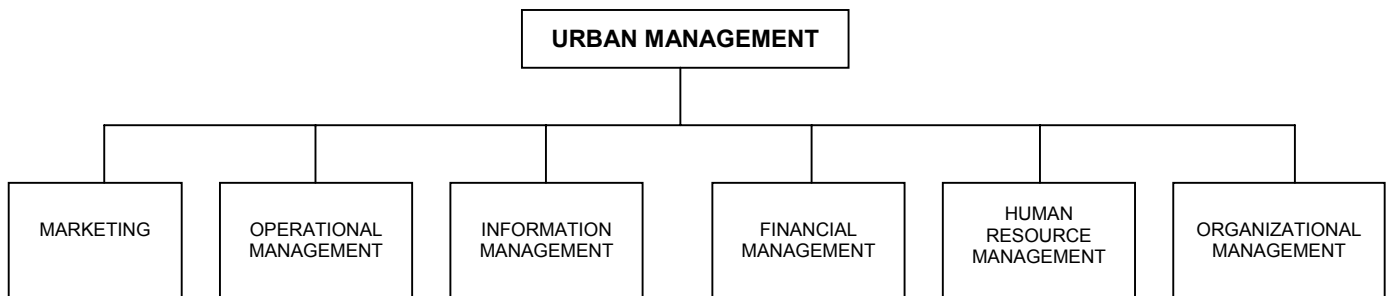 URBAN MANAGEMENT
MARKETING
OPERATIONAL
MANAGEMENT
INFORMATION
MANAGEMENT
FINANCIAL
MANAGEMENT
HUMAN
RESOURCE
MANAGEMENT
ORGANIZATIONAL
MANAGEMENT